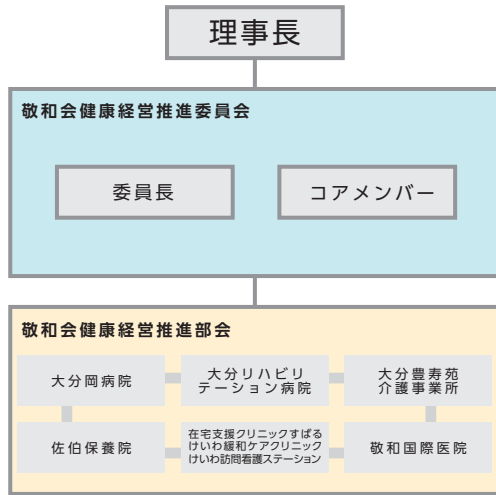 理事長
敬和会健康経営推進委員会
委員長
コアメンバー
敬和会健康経営推進部会
大分岡病院
大分リハビリ
テーション病院
大分豊寿苑
介護事業所
佐伯保養院
在宅支援クリニックすばる
けいわ緩和ケアクリニック
けいわ訪問看護ステーション
敬和国際医院